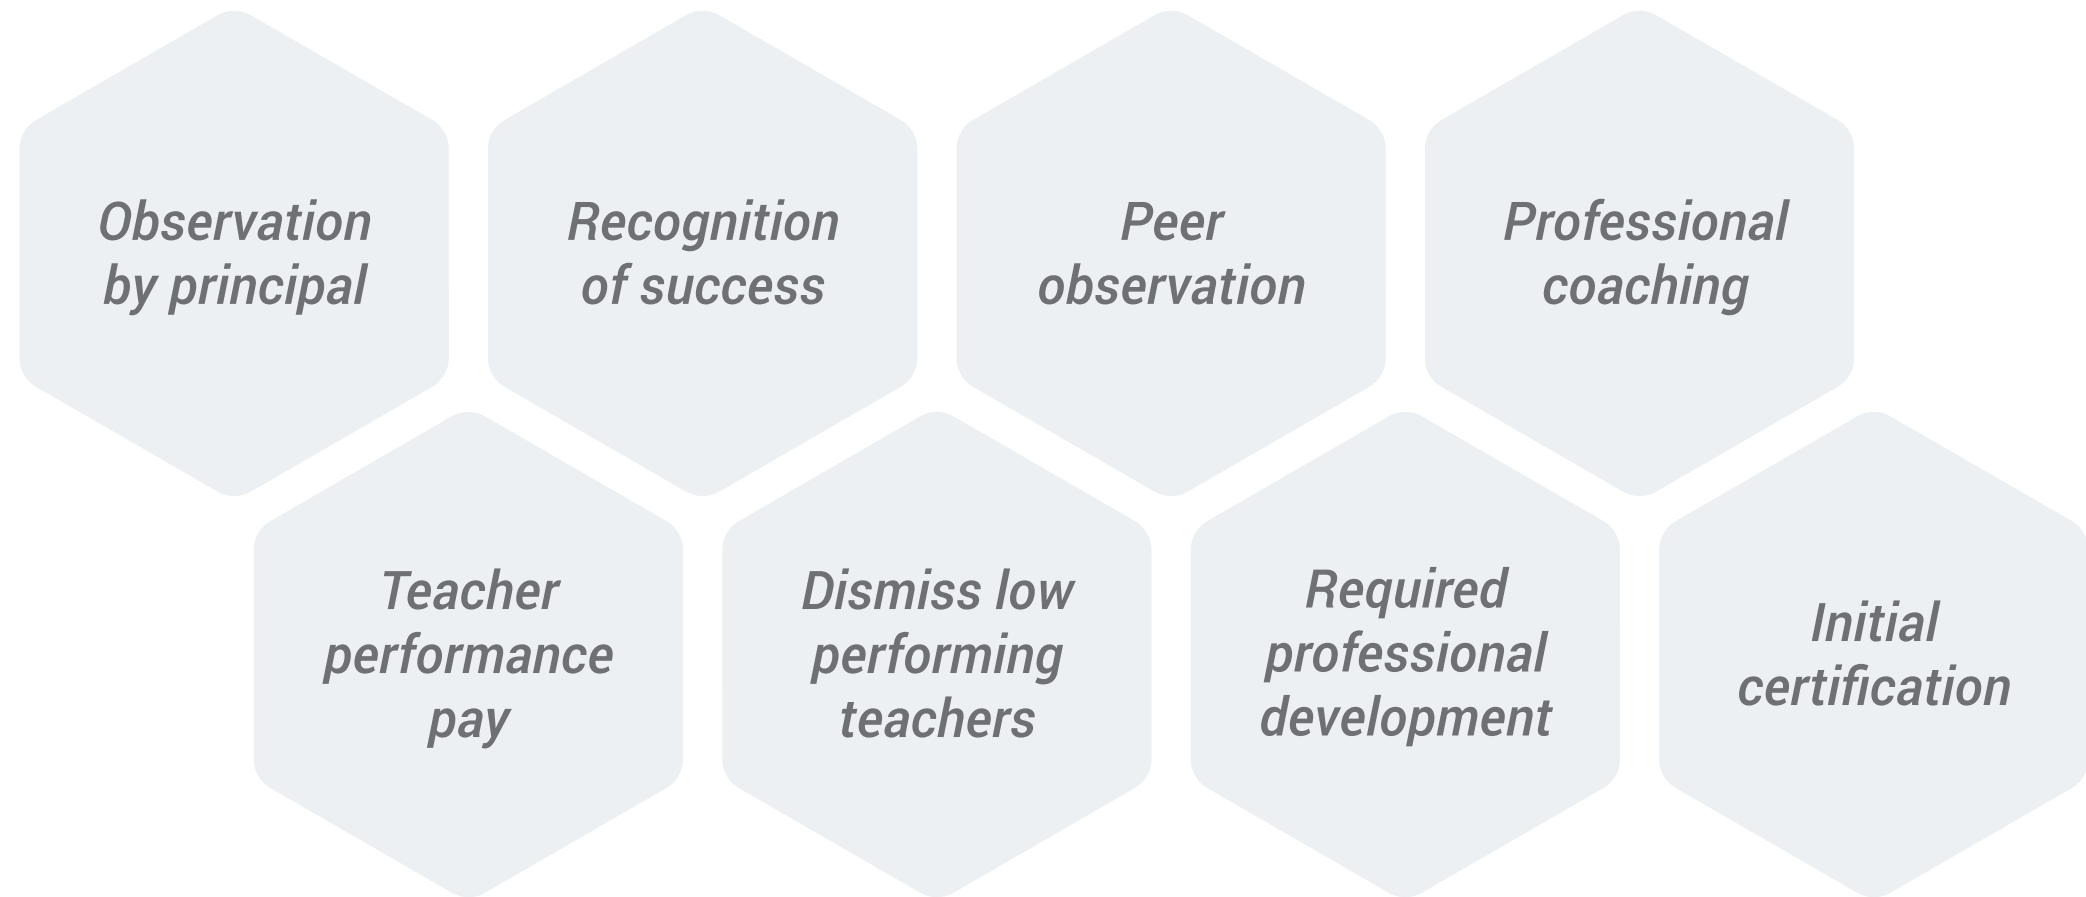 Observation
by principal
Recognition
of success
Peer
observation
Professional
coaching
Teacher
performance
pay
Dismiss low
performing
teachers
Required
professional
development
Initial
certification